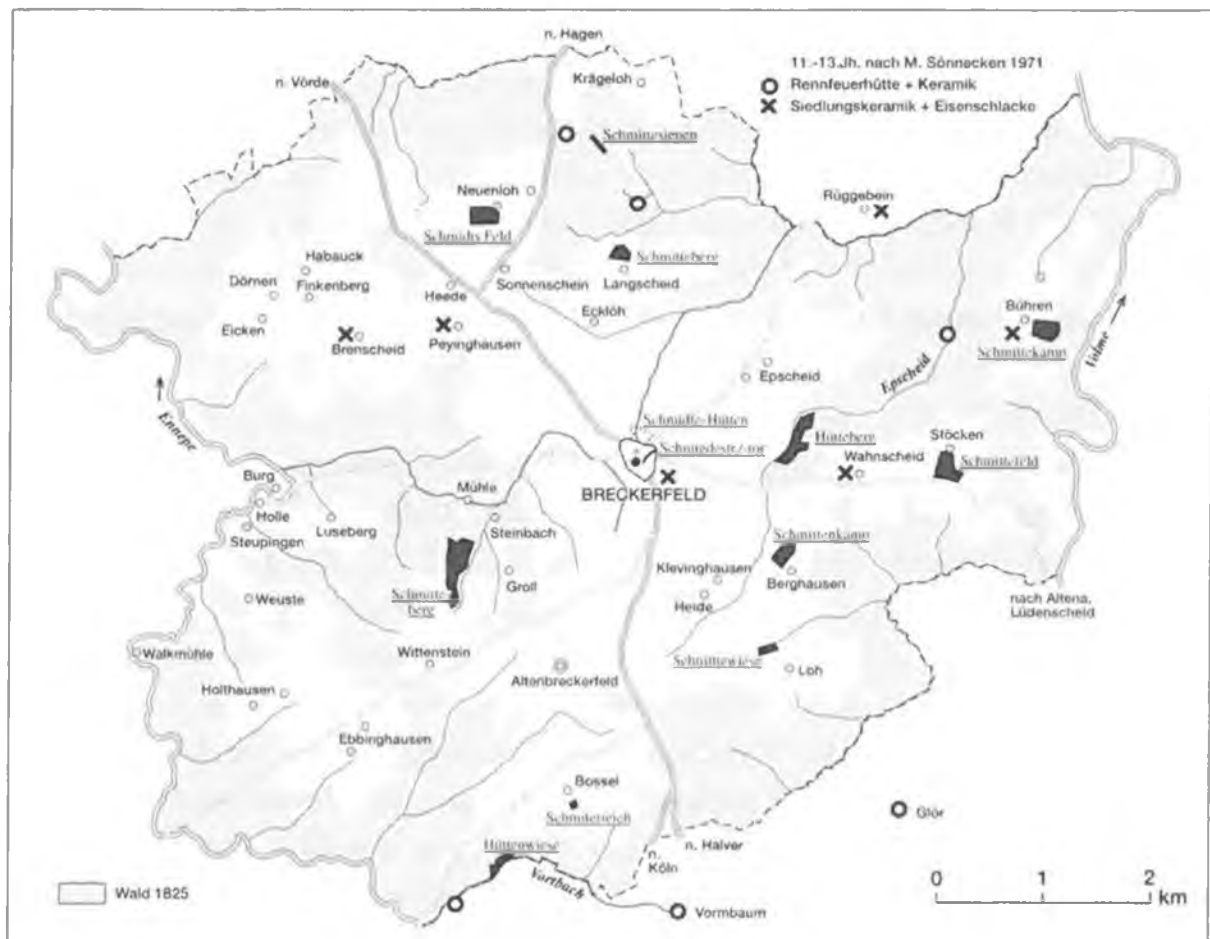 n. Hagen
n. Vörde
Krägeloh
11.-13.Jh. nach M. Sönnecken 1971
Rennfeuerhütte + Keramik
Siedlungskeramik + Eisenschlacke
Schmittesiepen
Neuenloh
Schmidts Feld
Rüggebein
Habauck
Dörnen
Finkenberg
Heede
Sonnenschein
Schmitteberg
Langscheid
Eicken
Ecklöh
Brenscheid
Peyinghausen
Bühren
Schmittekamp
Epscheid
Epscheid
Volme
Ennepe
Schmidte-Hütten
Schmiedestr/-tor
BRECKERFELD
Hütteberg
Wahnscheid
Stöcken
Schmittefeld
Burg
Holle
Steupingen
Luseberg
Mühle
Steinbach
Groll
Schmitte
berg
Schmittenkamp
Klevinghausen
Berghausen
Heide
nach Altena,
Lüdenscheid
Weuste
Walkmühle
Wittenstein
Altenbreckerfeld
Schmittewiese
Loh
Holthausen
Ebbinghausen
Bossel
Hüttenwiese
Glör
n.
Köln
n. Halver
Vormbaum
Wald 1825
0 1 2
km